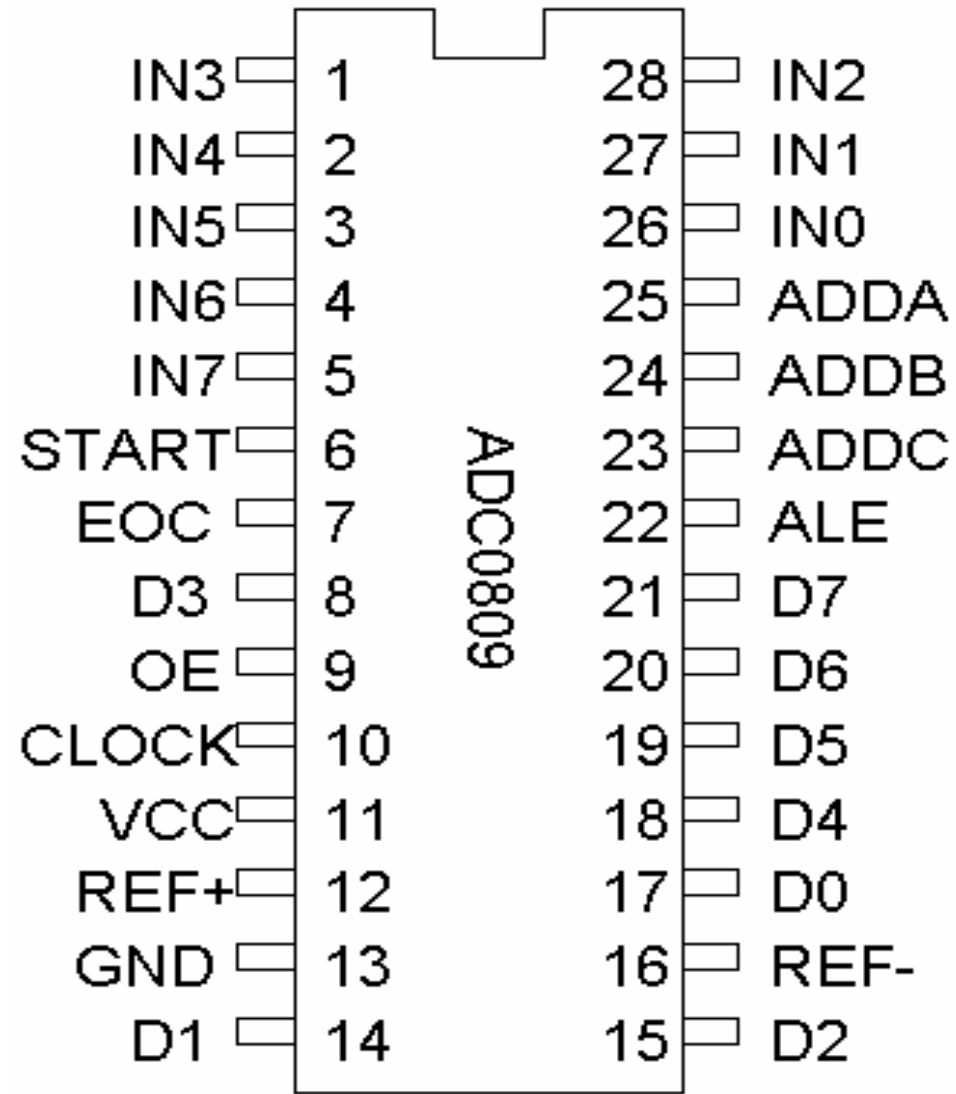 IN3 1 28 IN2
IN4 2 27 IN1
IN5 3 26 IN0
IN6 4 25 ADDA
IN7 5 24 ADDB
START 6 23 ADDC
EOC 7 22 ALE
D3 8 21 D7
OE 9 20 D6
CLOCK 10 19 D5
VCC 11 18 D4
REF+ 12 17 D0
GND 13 16 REF-
D1 14 15 D2
ADC0809